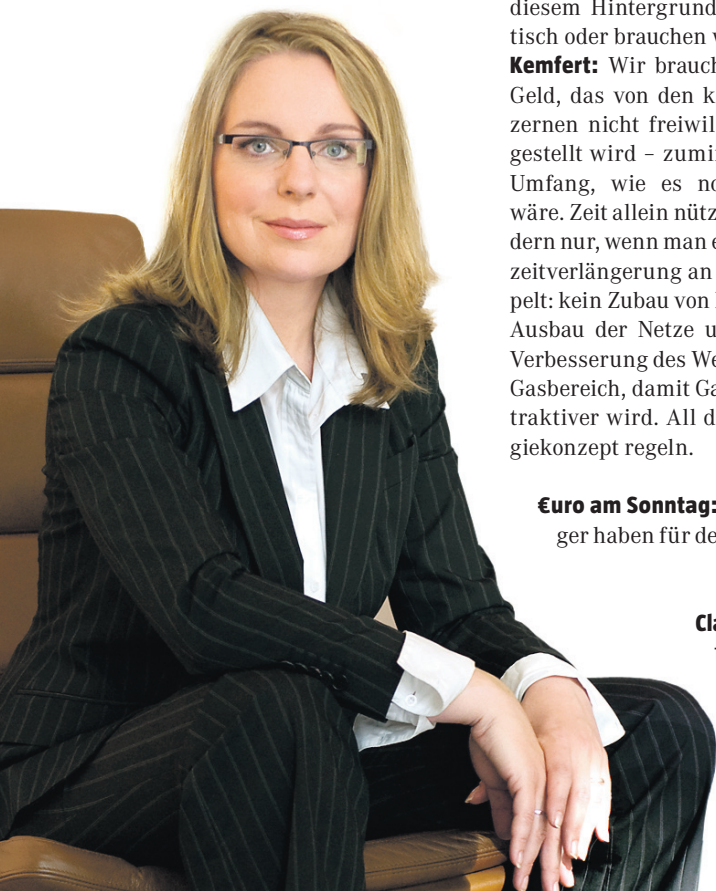 diesem Hintergrund
tisch oder brauchen
Kemfert: Wir brauch
Geld, das von den k
zernen nicht freiwil
gestellt wird – zumi
Umfang, wie es no
wäre. Zeit allein nütz
dern nur, wenn man e
zeitverlängerung an
pelt: kein Zubau von
Ausbau der Netze u
Verbesserung des We
Gasbereich, damit Ga
traktiver wird. All d
giekonzept regeln.
€uro am Sonntag:
ger haben für de
Cla